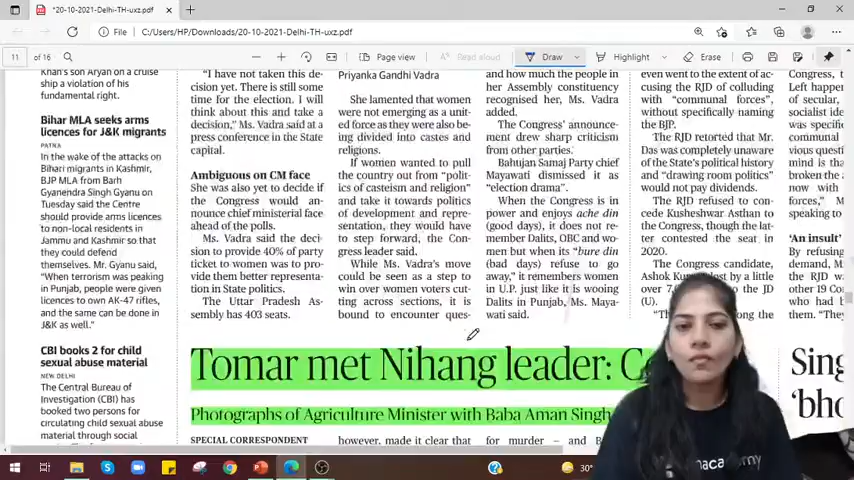 *20-10-2021-Delhi-TH-uxz.pdf
20-10-2021-Delhi-TH-uxz.pdf
File
C:/Users/HP/Downloads/20-10-2021-Delhi-TH-uxz.pdf
11 of 16
Page view
Read aloud
Draw
Highlight
Erase
Khan's son Aryan on a cruise
ship a violation of his
fundamental right.
Bihar MLA seeks arms
licences for J&K migrants
PATNA
In the wake of the attacks on
Bihari migrants in Kashmir,
BJP MLA from Barh
Gyanendra Singh Gyanu on
Tuesday said the Centre
should provide arms licences
to non-local residents in
Jammu and Kashmir so that
they could defend
themselves. Mr. Gyanu said,
"When terrorism was peaking
in Punjab, people were given
licences to own AK-47 rifles,
and the same can be done in
J&K as well."
CBI books 2 for child
sexual abuse material
NEW DELHI
The Central Bureau of
Investigation (CBI) has
booked two persons for
circulating child sexual abuse
material through social
"I have not taken this de-
cision yet. There is still some
time for the election. I will
think about this and take a
decision," Ms. Vadra said at a
press conference in the State
capital.
Ambiguous on CM face
She was also yet to decide if
the Congress would an-
nounce chief ministerial face
ahead of the polls.
Ms. Vadra said the deci-
sion to provide 40% of party
ticket to women was to pro-
vide them better representa-
tion in State politics.
The Uttar Pradesh As-
sembly has 403 seats.
Priyanka Gandhi Vadra
She lamented that women
were not emerging as a unit-
ed force as they were also be-
ing divided into castes and
religions.
If women wanted to pull
the country out from "polit-
ics of casteism and religion"
and take it towards politics
of development and repre-
sentation, they would have
to step forward, the Con-
gress leader said.
While Ms. Vadra's move
could be seen as a step to
win over women voters cut-
ting across sections, it is
bound to encounter ques-
and how much the people in
her Assembly constituency
recognised her, Ms. Vadra
added.
The Congress' announce-
ment drew sharp criticism
from other parties.
Bahujan Samaj Party chief
Mayawati dismissed it as
"election drama".
When the Congress is in
power and enjoys ache din
(good days), it does not re-
member Dalits, OBC and wo-
men but when its "bure din
(bad days) refuse to go
away," it remembers women
in U.P. just like it is wooing
Dalits in Punjab, Ms. Maya-
wati said.
even went to the extent of ac-
cusing the RJD of colluding
with "communal forces",
without specifically naming
the BJP.
The RJD retorted that Mr.
Das was completely unaware
of the State's political history
and "drawing room politics"
would not pay dividends.
The RJD refused to con-
cede Kusheshwar Asthan to
the Congress, though the lat-
ter contested the seat in
2020.
The Congress candidate,
Ashok
lost by a little
over 7,
to the JD
(U).
the
Congress, t
Left happer
of secular,
socialist ide
was specific
communal
vious questi
mind is that
broken the a
now with
forces," M
speaking to
'An insult'
By refusing
demand, M
the RJD w
other 19 Co
who had b
them. "They
Tomar met Nihang leader:
Photographs of Agriculture Minister with Baba Aman Singh
SPECIAL CORRESPONDENT
however, made it clear that
for murder – and B
Sing
'bho
academy
30°